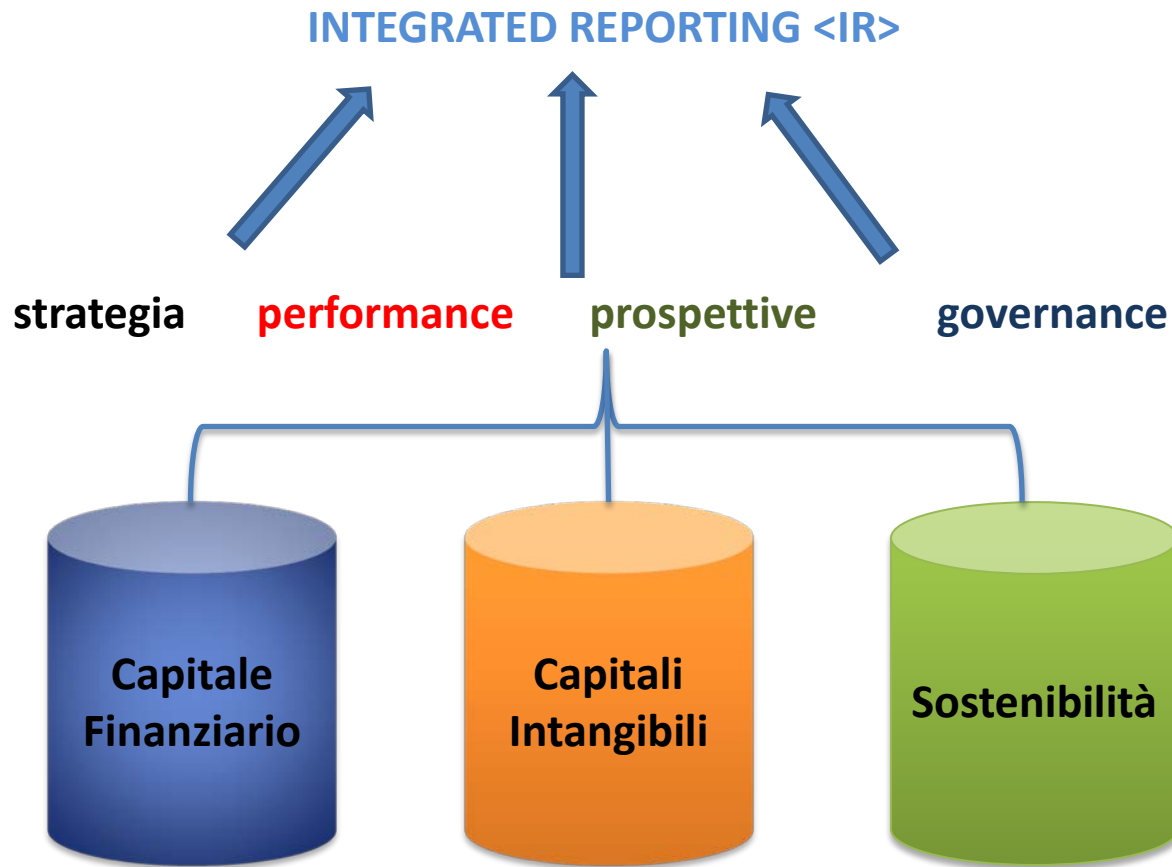 INTEGRATED REPORTING <IR>
strategia performance prospettive governance
Capitale
Finanziario
Capitali
Intangibili
Sostenibilità